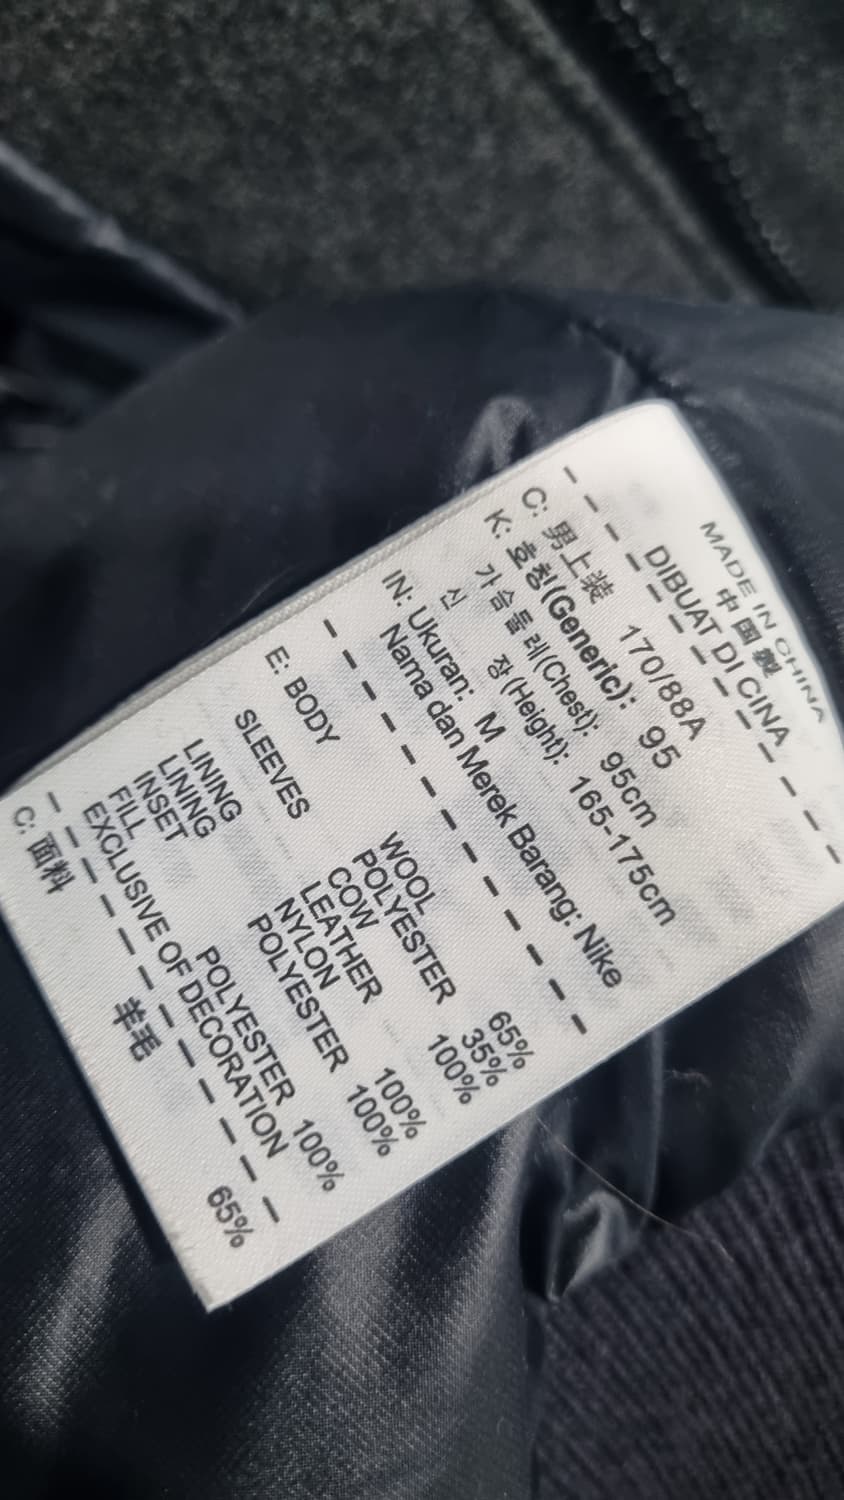 MADE IN CHINA
中国製
DIBUAT DI CINA
C: 男上装 170/88A
K: 호칭(Generic): 95
가슴둘레(Chest): 95cm
신 장(Height): 165-175cm
IN: Ukuran: M
Nama dan Merek Barang: Nike
E: BODY WOOL 65%
POLYESTER 35%
SLEEVES COW 100%
LEATHER
LINING NYLON 100%
LINING POLYESTER 100%
INSET
FILL POLYESTER 100%
EXCLUSIVE OF DECORATION
C: 面料 羊毛 65%